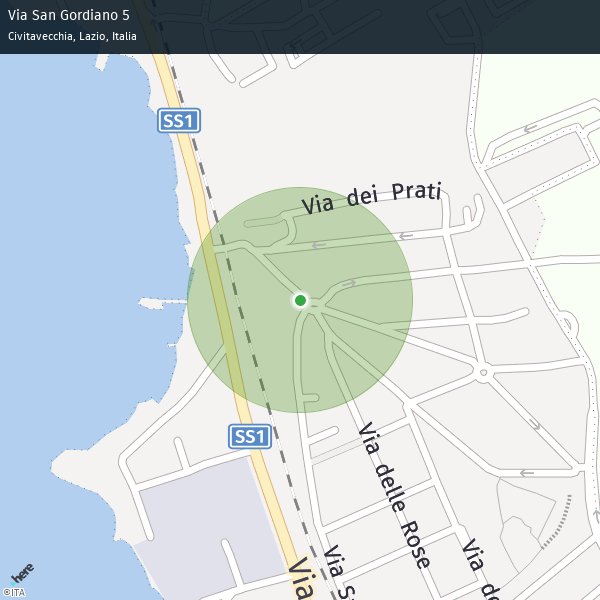 Via San Gordiano 5
Civitavecchia, Lazio, Italia
SS1
Via dei Prati
SS1
Via delle Rose
Via
Via
here
©ITA